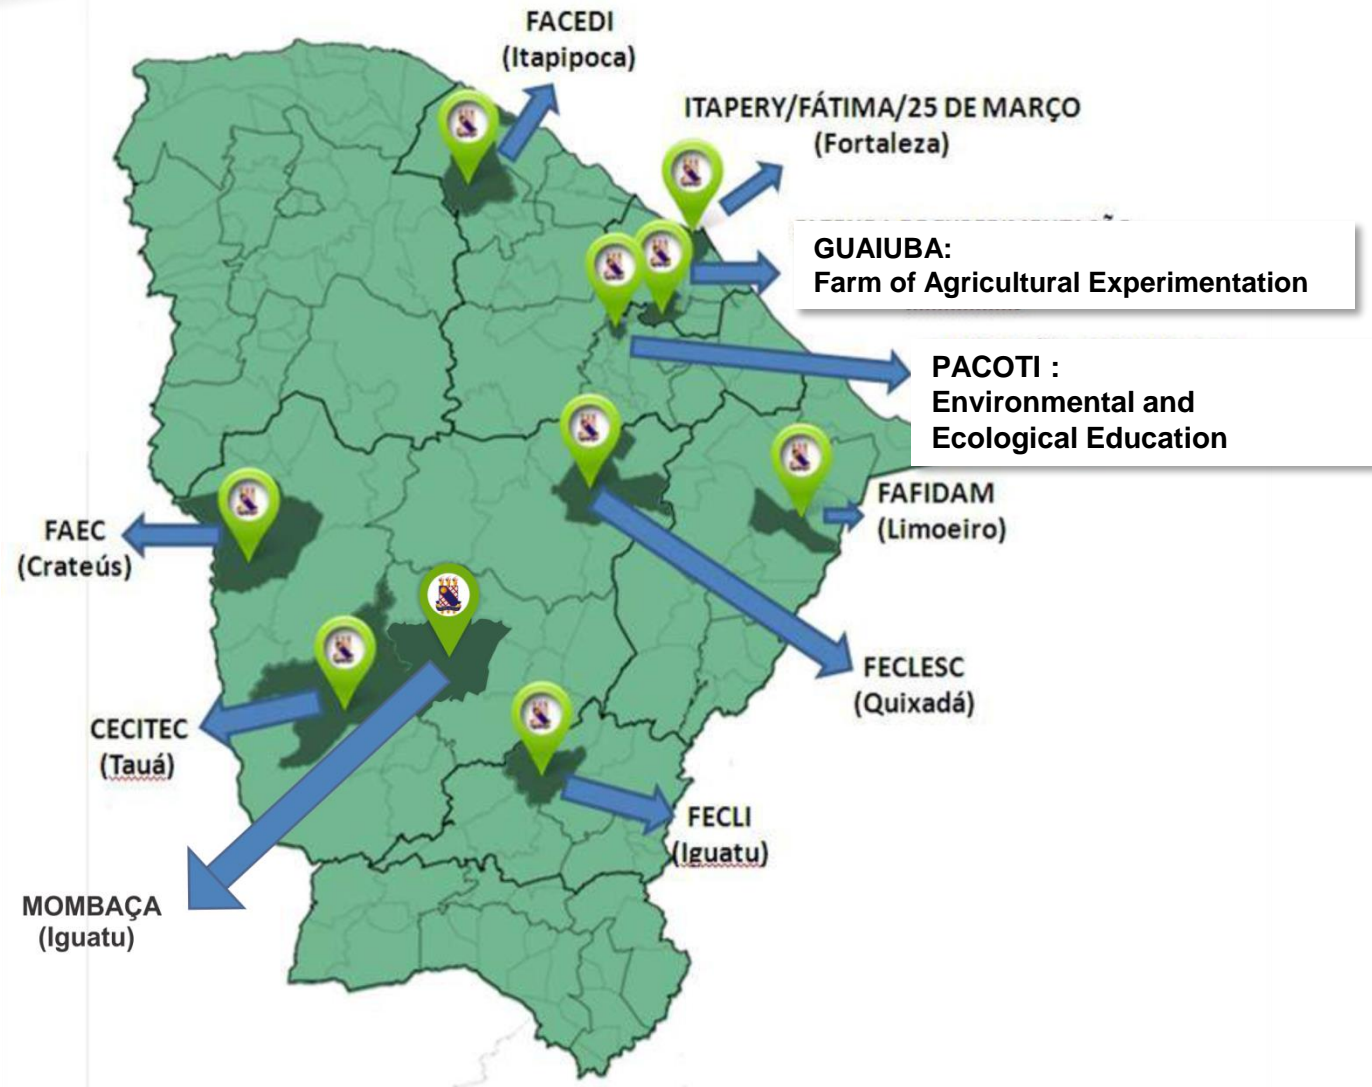 FACEDI
(Itapipoca)
ITAPERY/FÁTIMA/25 DE MARÇO
(Fortaleza)
GUAIUBA:
Farm of Agricultural Experimentation
PACOTI :
Environmental and
Ecological Education
FAFIDAM
(Limoeiro)
FAEC
(Crateús)
FECLESC
(Quixadá)
CECITEC
(Tauá)
FECLI
(Iguatu)
MOMBAÇA
(Iguatu)